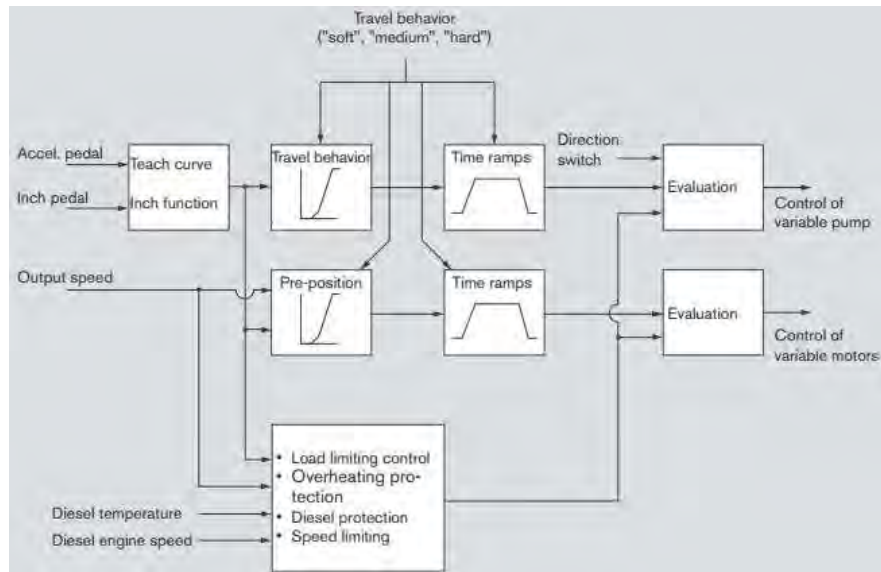 Travel behavior
("soft", "medium", "hard")
Accel. pedal
Inch pedal
Teach curve
Inch function
Travel behavior
Time ramps
Direction
switch
Evaluation
Control of
variable pump
Output speed
Pre-position
Time ramps
Evaluation
Control of
variable motors
• Load limiting control
• Overheating pro-
tection
• Diesel protection
• Speed limiting
Diesel temperature
Diesel engine speed